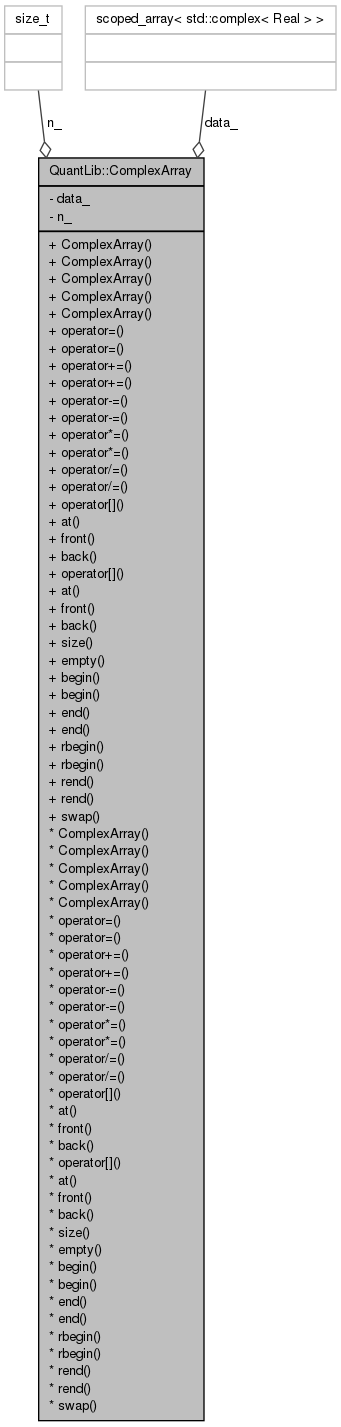 size_t
scoped_array< std::complex< Real > >
n_
data_
QuantLib::ComplexArray
- data_
- n_
+ ComplexArray()
+ ComplexArray()
+ ComplexArray()
+ ComplexArray()
+ ComplexArray()
+ operator=()
+ operator=()
+ operator+=()
+ operator+=()
+ operator-=()
+ operator-=()
+ operator*=()
+ operator*=()
+ operator/=()
+ operator/=()
+ operator[]()
+ at()
+ front()
+ back()
+ operator[]()
+ at()
+ front()
+ back()
+ size()
+ empty()
+ begin()
+ begin()
+ end()
+ end()
+ rbegin()
+ rbegin()
+ rend()
+ rend()
+ swap()
* ComplexArray()
* ComplexArray()
* ComplexArray()
* ComplexArray()
* ComplexArray()
* operator=()
* operator=()
* operator+=()
* operator+=()
* operator-=()
* operator-=()
* operator*=()
* operator*=()
* operator/=()
* operator/=()
* operator[]()
* at()
* front()
* back()
* operator[]()
* at()
* front()
* back()
* size()
* empty()
* begin()
* begin()
* end()
* end()
* rbegin()
* rbegin()
* rend()
* rend()
* swap()